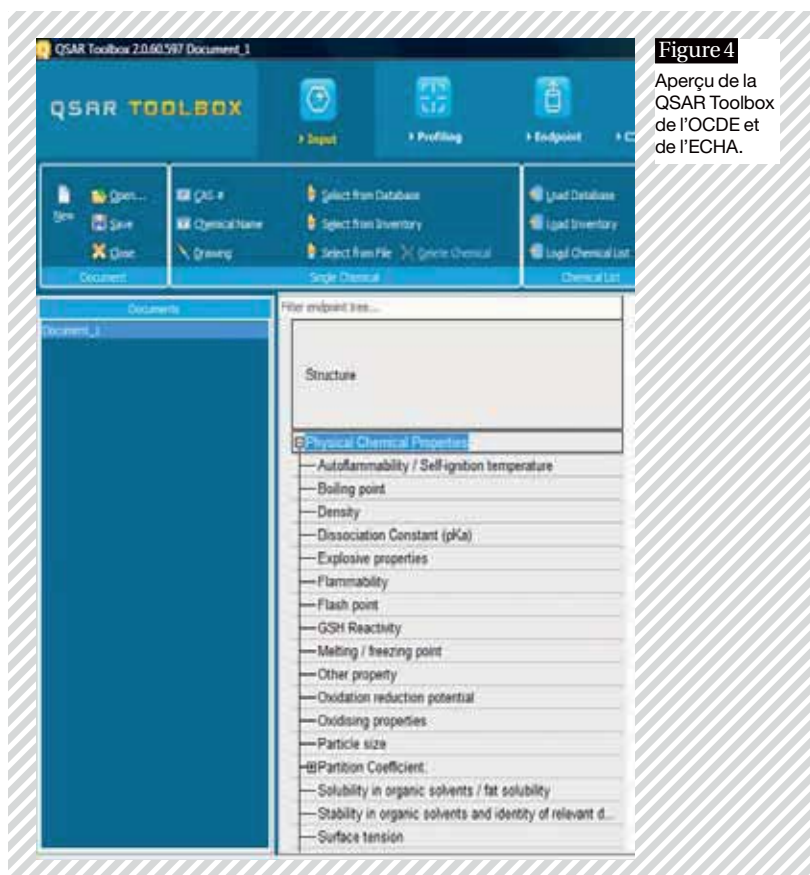 QSAR Toolbox 2.0.60.597 Document_1
QSAR TOOLBOX
Input
Profiling
Endpoint
New
Open...
Save
Close
Document
CAS #
Chemical Name
Drawing
Select from Database
Select from Inventory
Select from File
Delete Chemical
Single Chemical
Load Database
Load Inventory
Load Chemical List
Chemical List
Documents
Document_1
Filter endpoint tree...
Structure
Physical Chemical Properties
Autoflammability / Self-ignition temperature
Boiling point
Density
Dissociation Constant (pKa)
Explosive properties
Flammability
Flash point
GSH Reactivity
Melting / freezing point
Other property
Oxidation reduction potential
Oxidising properties
Particle size
Partition Coefficient.
Solubility in organic solvents / fat solubility
Stability in organic solvents and identity of relevant d...
Surface tension
Figure 4
Aperçu de la
QSAR Toolbox
de l'OCDE et
de l'ECHA.